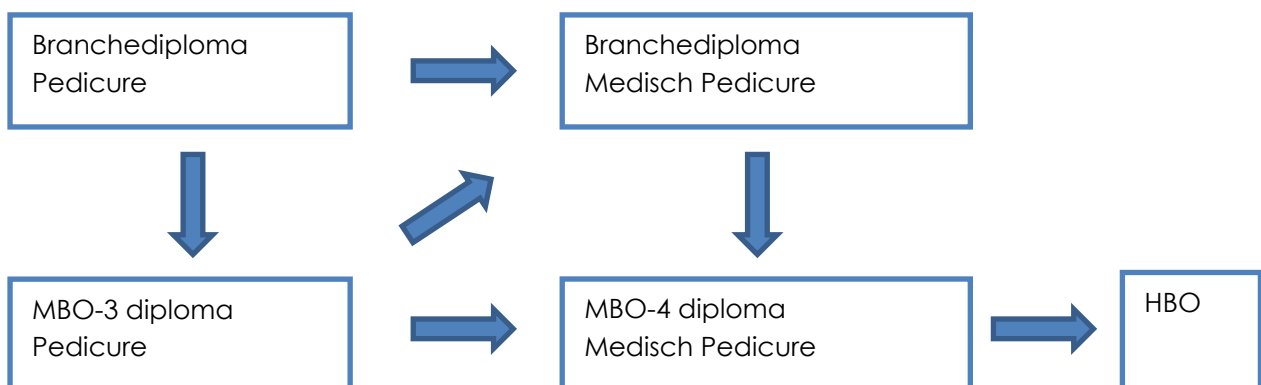 Branchediploma
Pedicure
Branchediploma
Medisch Pedicure
MBO-3 diploma
Pedicure
MBO-4 diploma
Medisch Pedicure
HBO